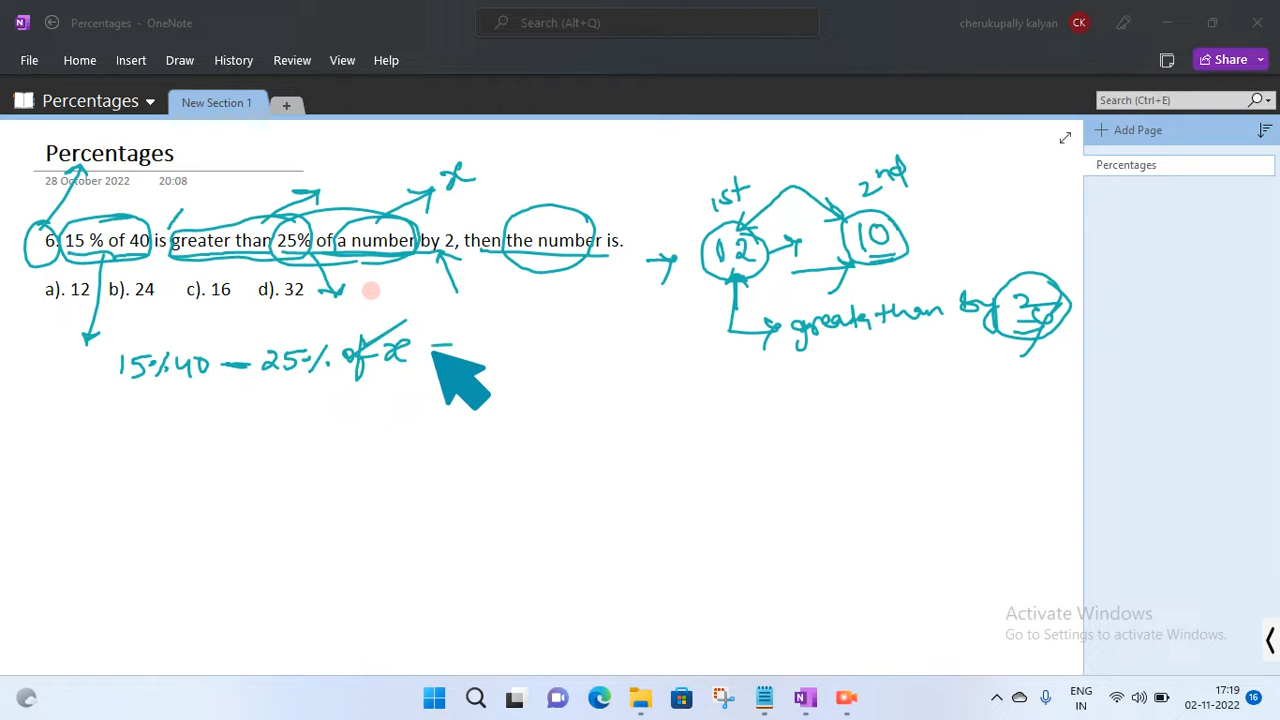 Percentages - OneNote
Search (Alt+Q)
cherukupally kalyan CK
File Home Insert Draw History Review View Help
Share
Percentages New Section 1 +
Search (Ctrl+E)
Add Page
Percentages
Percentages
28 October 2022 20:08
x
1st 2nd
6. 15 % of 40 is greater than 25% of a number by 2, then the number is.
12 10
a). 12 b). 24 c). 16 d). 32
greater than by 2
15% 40 - 25% of x =
Activate Windows
Go to Settings to activate Windows.
ENG
IN
17:19
02-11-2022
16